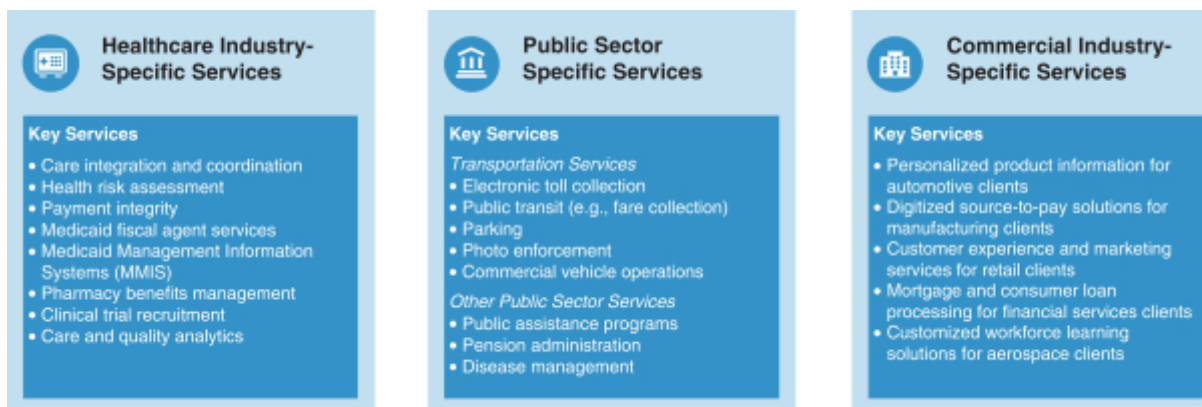 Healthcare Industry-
Specific Services
Key Services
• Care integration and coordination
• Health risk assessment
• Payment integrity
• Medicaid fiscal agent services
• Medicaid Management Information
Systems (MMIS)
• Pharmacy benefits management
• Clinical trial recruitment
• Care and quality analytics
Public Sector
Specific Services
Key Services
Transportation Services
• Electronic toll collection
• Public transit (e.g., fare collection)
• Parking
• Photo enforcement
• Commercial vehicle operations
Other Public Sector Services
• Public assistance programs
• Pension administration
• Disease management
Commercial Industry-
Specific Services
Key Services
• Personalized product information for
automotive clients
• Digitized source-to-pay solutions for
manufacturing clients
• Customer experience and marketing
services for retail clients
• Mortgage and consumer loan
processing for financial services clients
• Customized workforce learning
solutions for aerospace clients